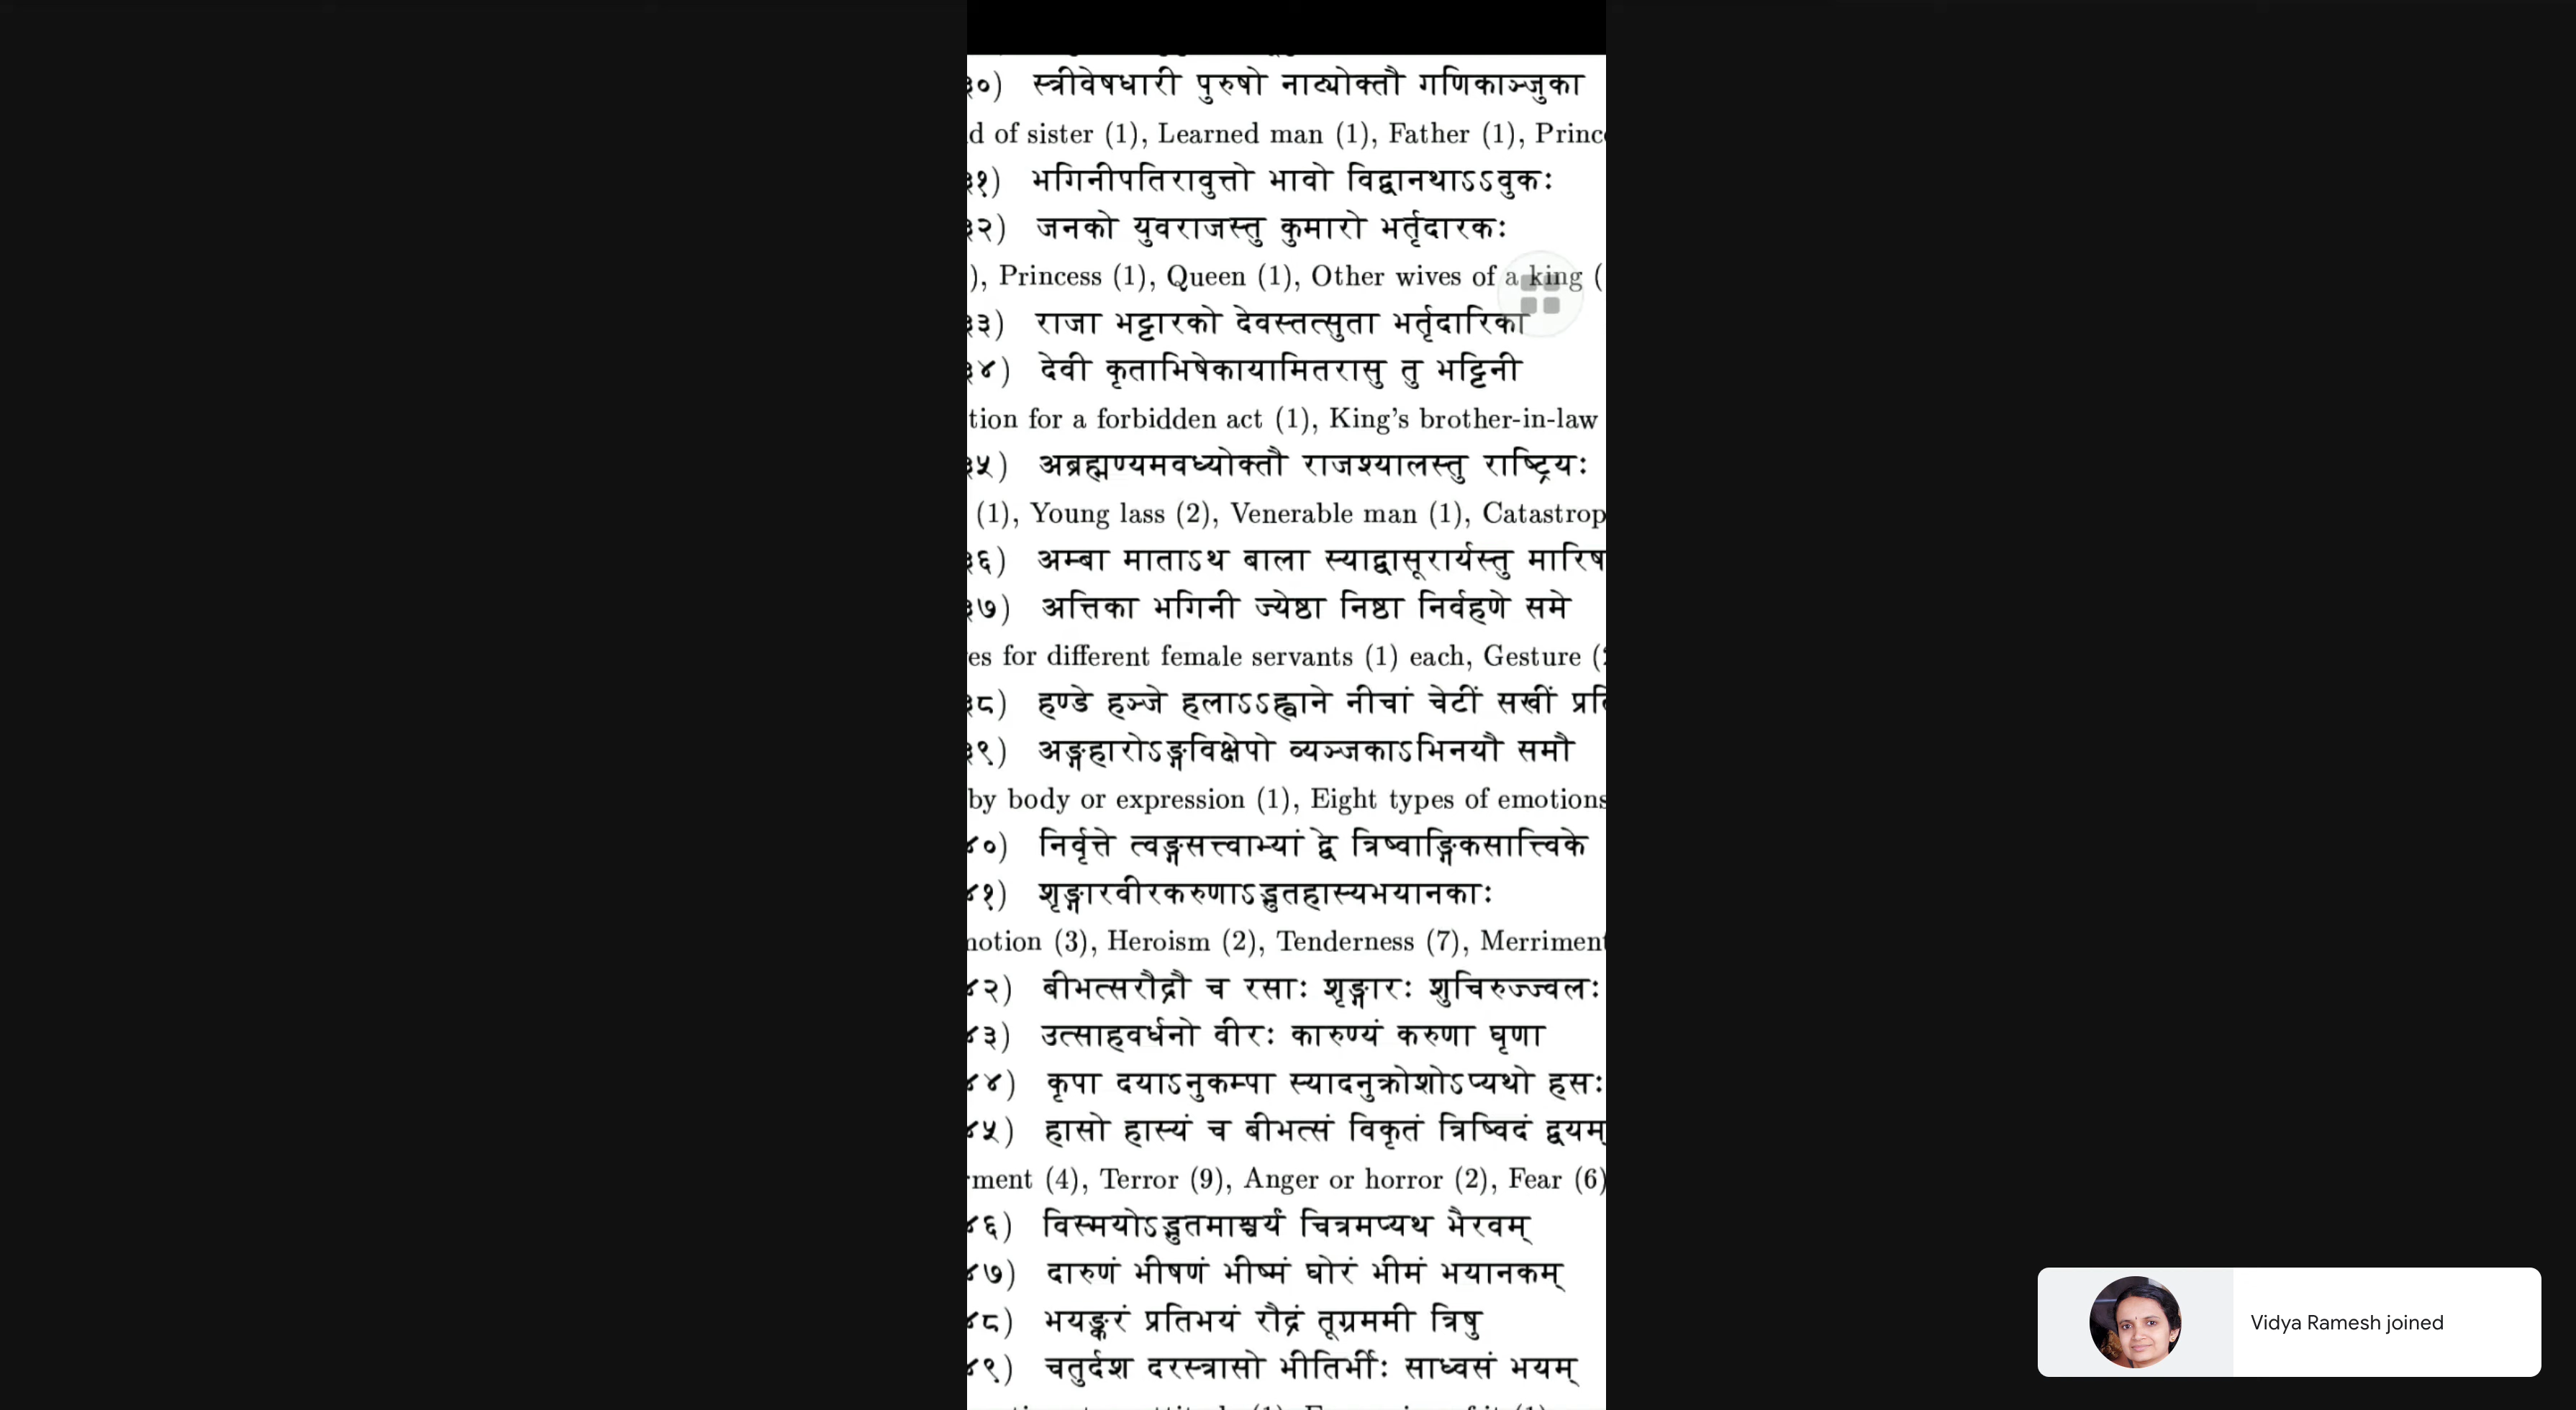 ३०) स्त्रीवेषधारी पुरुषो नाट्योक्तौ गणिकाञ्जुका
d of sister (1), Learned man (1), Father (1), Princ
३१) भगिनीपतिरावुत्तो भावो विद्वानथाऽऽवुकः
३२) जनको युवराजस्तु कुमारो भर्तृदारकः
), Princess (1), Queen (1), Other wives of a king (
३३) राजा भट्टारको देवस्तत्सुता भर्तृदारिका
३४) देवी कृताभिषेकायामितरासु तु भट्टिनी
tion for a forbidden act (1), King's brother-in-law
३५) अब्रह्मण्यमवध्योक्तौ राजश्यालस्तु राष्ट्रियः
(1), Young lass (2), Venerable man (1), Catastrop
३६) अम्बा माताऽथ बाला स्याद्वासूरार्यस्तु मारिष
३७) अत्तिका भगिनी ज्येष्ठा निष्ठा निर्वहणे समे
es for different female servants (1) each, Gesture (
३८) हण्डे हञ्जे हलाऽऽह्वाने नीचां चेटीं सखीं प्रति
३९) अङ्गहारोऽङ्गविक्षेपो व्यञ्जकाऽभिनयौ समौ
by body or expression (1), Eight types of emotions
४०) निर्वृत्ते त्वङ्गसत्त्वाभ्यां द्वे त्रिष्वाङ्गिकसात्त्विके
४१) शृङ्गारवीरकरुणाऽद्भुतहास्यभयानकाः
notion (3), Heroism (2), Tenderness (7), Merriment
४२) बीभत्सरौद्रौ च रसाः शृङ्गारः शुचिरुज्ज्वलः
४३) उत्साहवर्धनो वीरः कारुण्यं करुणा घृणा
४४) कृपा दयाऽनुकम्पा स्यादनुक्रोशोऽप्यथो हसः
४५) हासो हास्यं च बीभत्सं विकृतं त्रिष्विदं द्वयम्
ment (4), Terror (9), Anger or horror (2), Fear (6)
४६) विस्मयोऽद्भुतमाश्चर्यं चित्रमप्यथ भैरवम्
४७) दारुणं भीषणं भीष्मं घोरं भीमं भयानकम्
४८) भयङ्करं प्रतिभयं रौद्रं तूग्रममी त्रिषु
४९) चतुर्दश दरस्त्रासो भीतिर्भीः साध्वसं भयम्
Vidya Ramesh joined